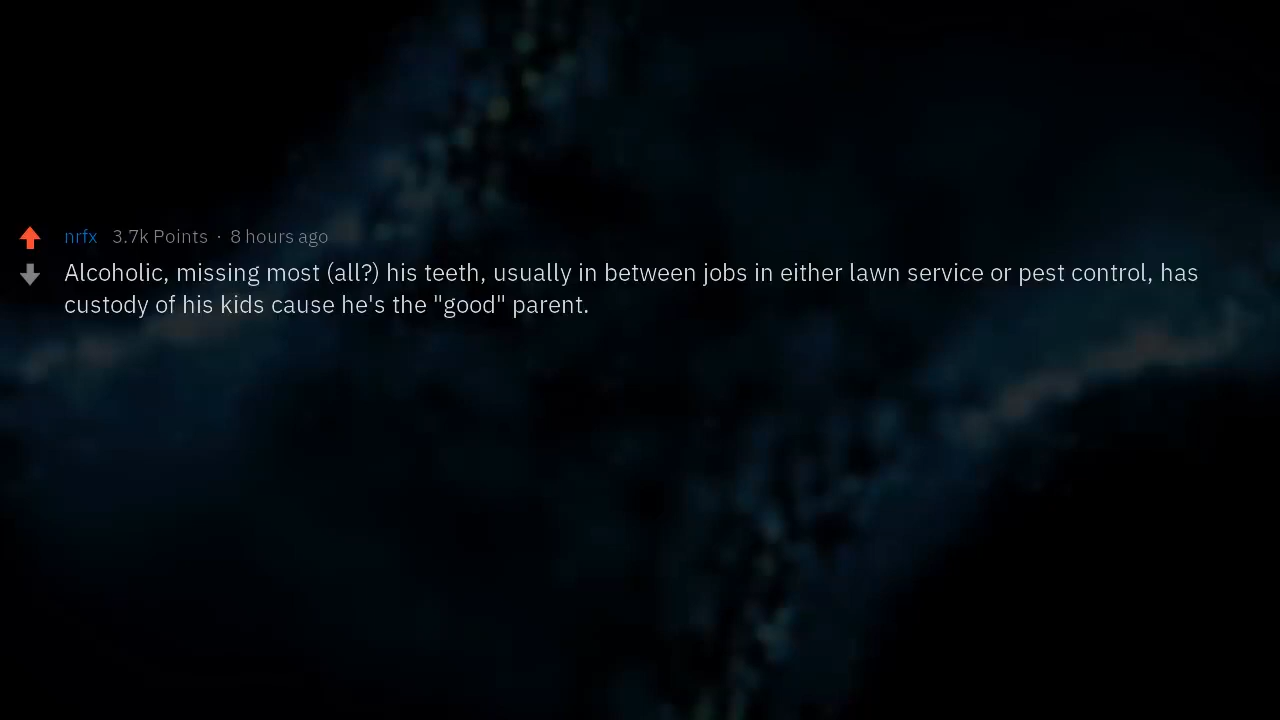 nrfx 3.7k Points · 8 hours ago
Alcoholic, missing most (all?) his teeth, usually in between jobs in either lawn service or pest control, has
custody of his kids cause he's the "good" parent.